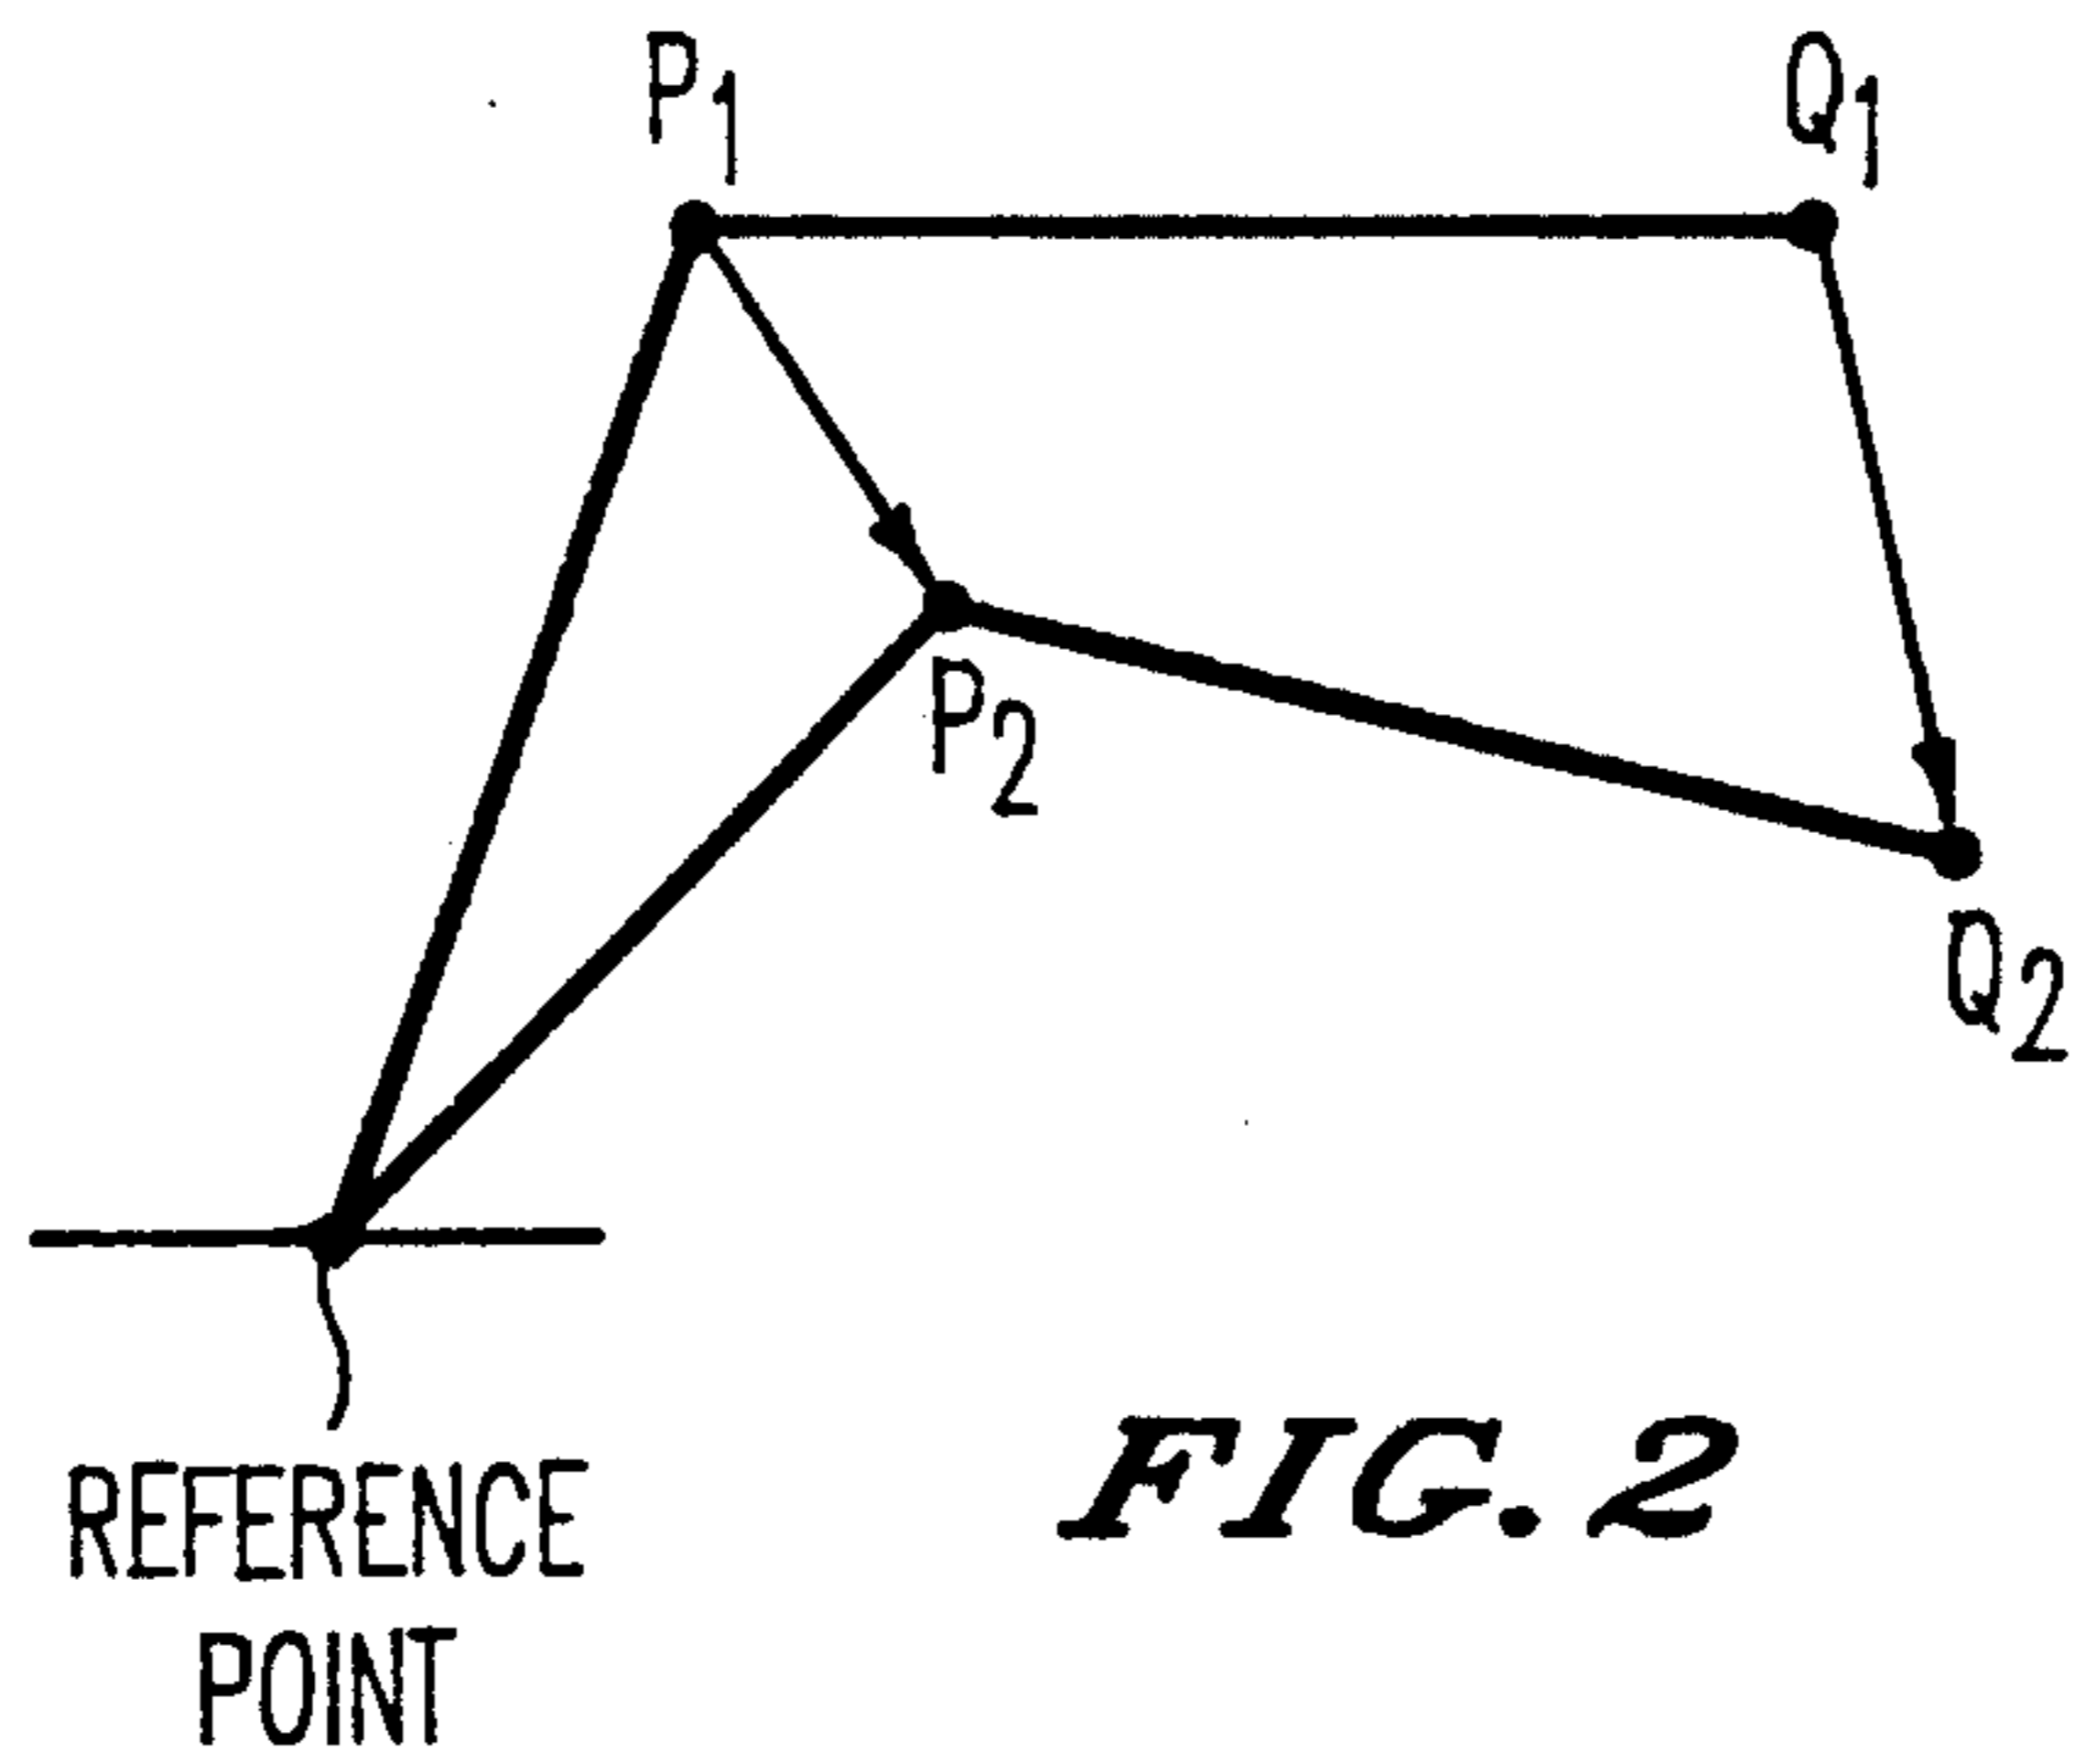 P1
Q1
P2
Q2
REFERENCE
POINT
FIG. 2